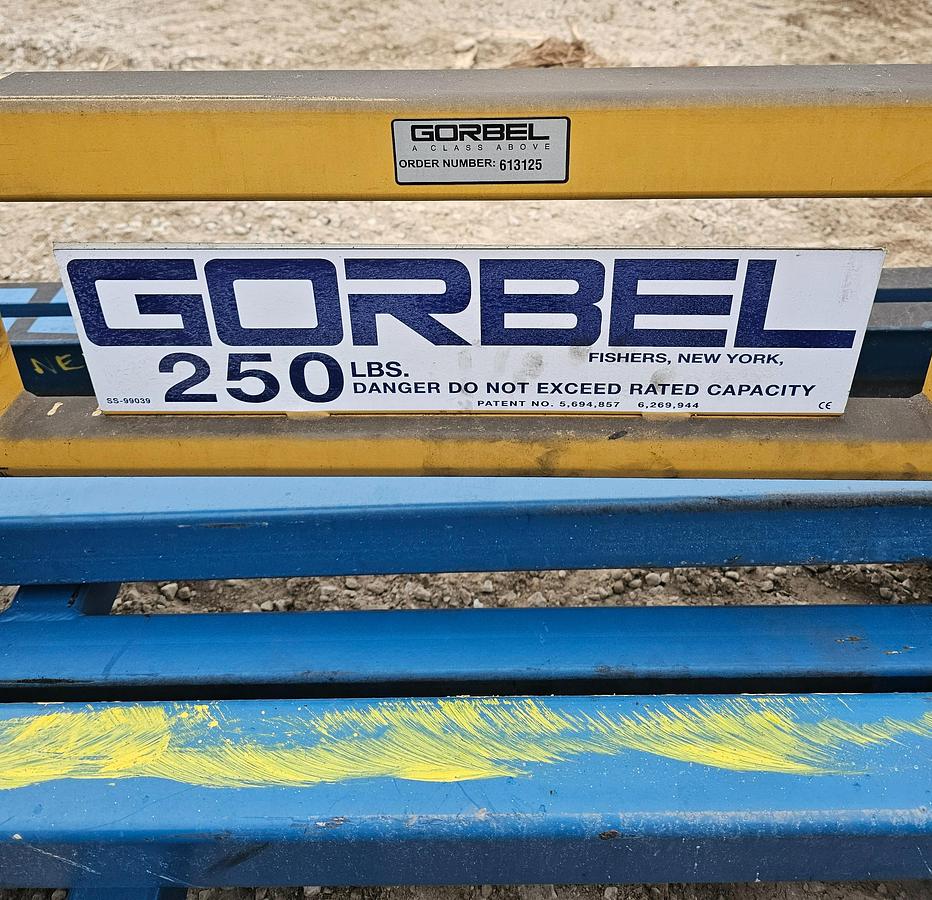 GORBEL
A CLASS ABOVE
ORDER NUMBER: 613125
GORBEL
FISHERS, NEW YORK,
250 LBS.
DANGER DO NOT EXCEED RATED CAPACITY
SS-99039
PATENT NO. 5,694,857 6,269,944
CE
NE